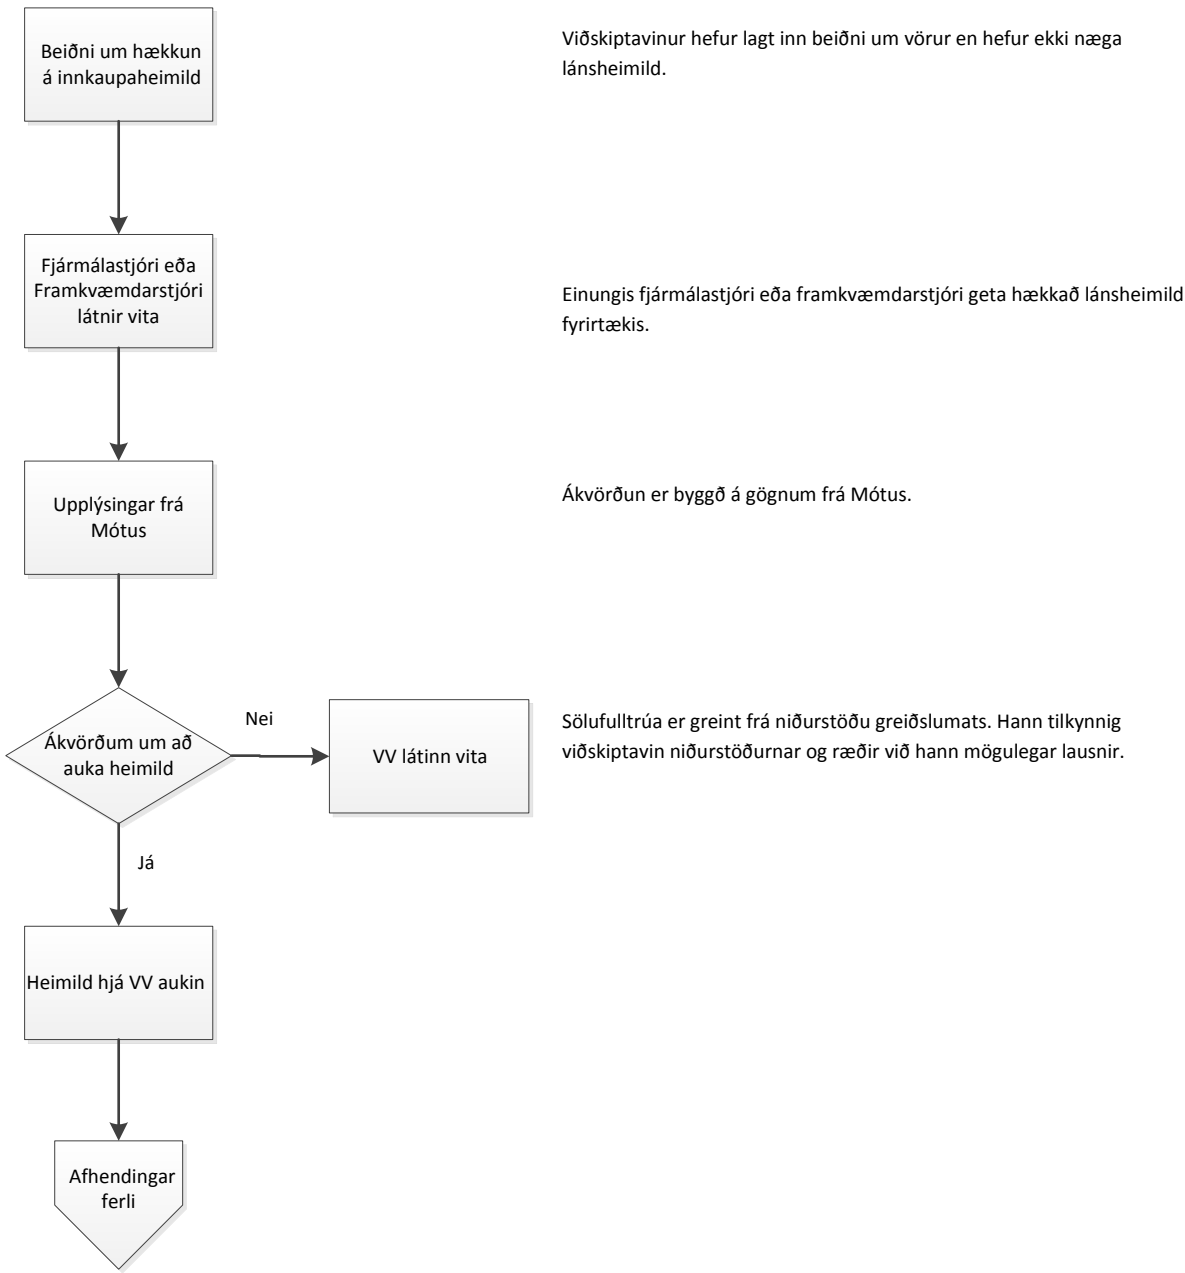 Beiðni um hækkun
á innkaupaheimild
Viðskiptavinur hefur lagt inn beiðni um vörur en hefur ekki næga
lánsheimild.
Fjármálastjóri eða
Framkvæmdarstjóri
látnir vita
Einungis fjármálastjóri eða framkvæmdarstjóri geta hækkað lánsheimild
fyrirtækis.
Upplýsingar frá
Mótus
Ákvörðun er byggð á gögnum frá Mótus.
Ákvörðum um að
auka heimild
Nei
VV látinn vita
Sölufulltrúa er greint frá niðurstöðu greiðslumats. Hann tilkynnig
viðskiptavin niðurstöðurnar og ræðir við hann mögulegar lausnir.
Já
Heimild hjá VV aukin
Afhendingar
ferli